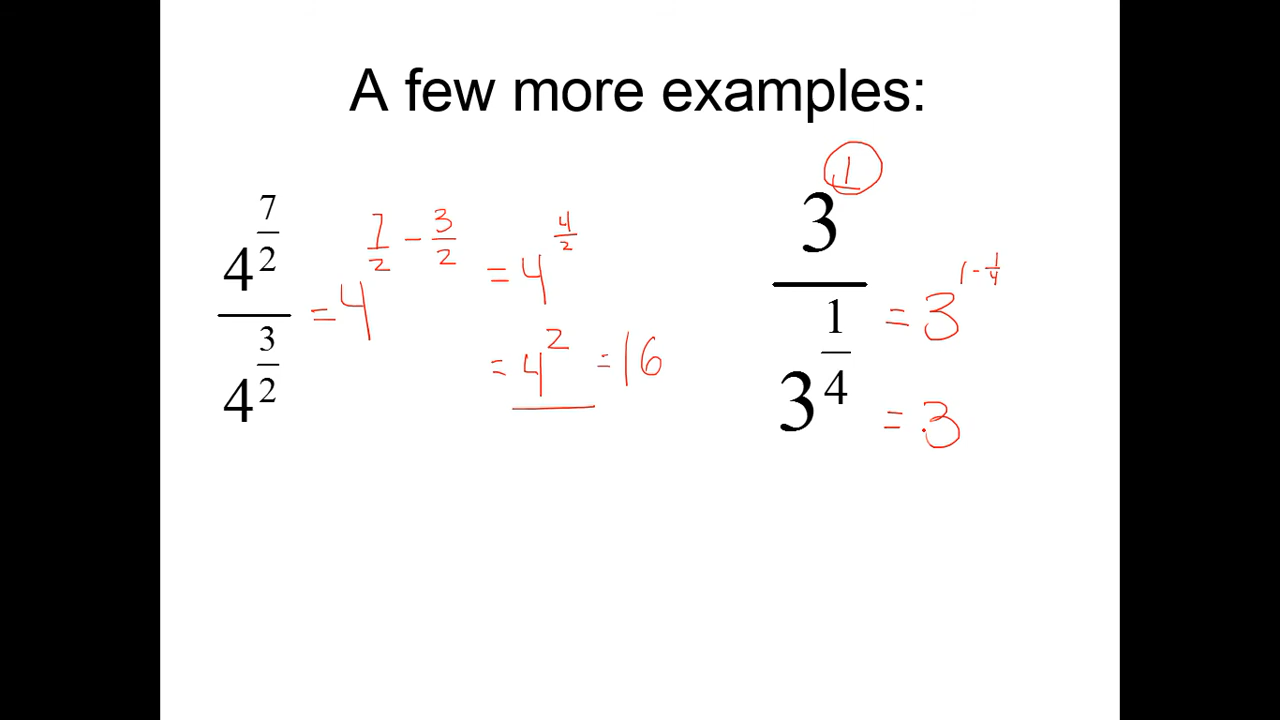 A few more examples:
4^(7/2) / 4^(3/2) = 4^(7/2 - 3/2) = 4^(4/2)
= 4^2 = 16
3^1 / 3^(1/4) = 3^(1 - 1/4)
= 3